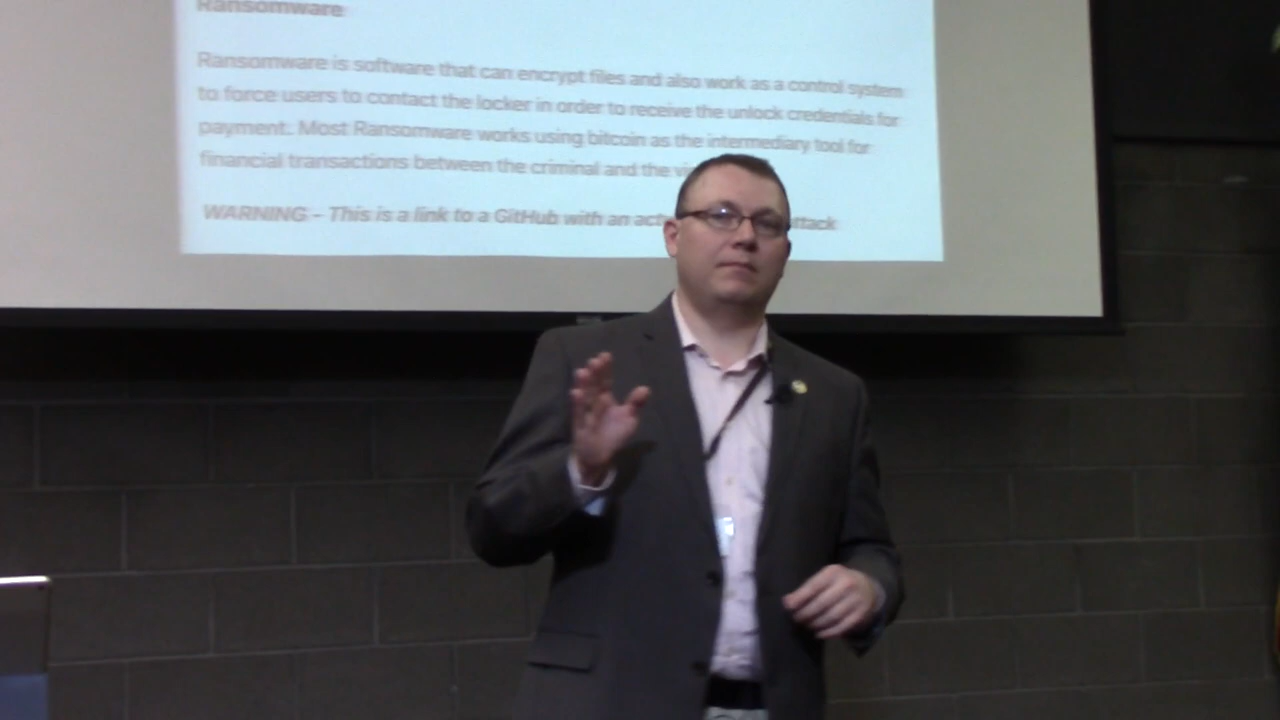 Ransomware
Ransomware is software that can encrypt files and also work as a control system
to force users to contact the locker in order to receive the unlock credentials for
payment. Most Ransomware works using bitcoin as the intermediary tool for
financial transactions between the criminal and the
WARNING - This is a link to a GitHub with an